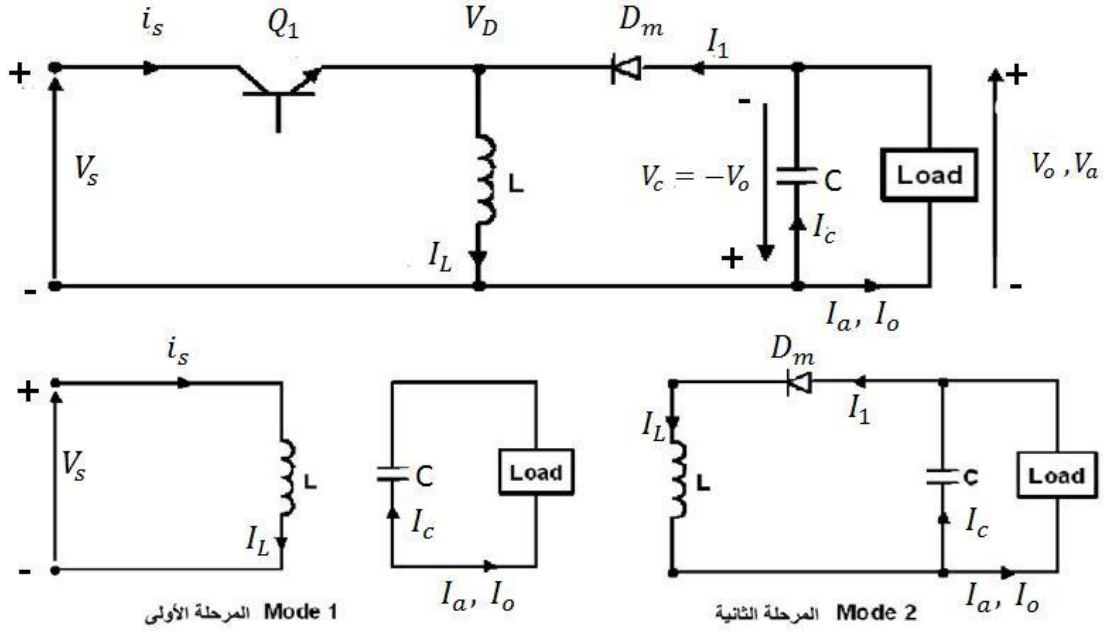 i_s Q_1 V_D D_m I_1
+ - + V_s L V_c = -V_o C Load V_o , V_a
I_L + I_c
- - I_a, I_o
i_s D_m
+ I_1
V_s L C Load I_L L C Load
I_L I_c I_c
- I_a, I_o I_a, I_o
المرحلة الأولى Mode 1 المرحلة الثانية Mode 2